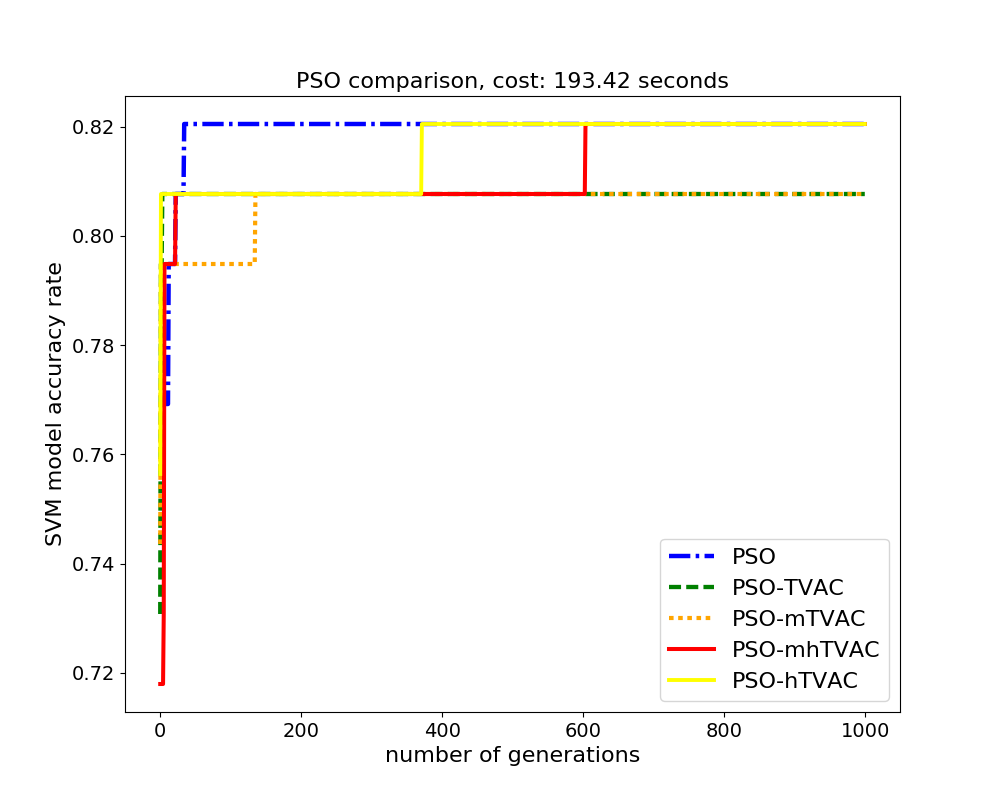 PSO comparison, cost: 193.42 seconds
SVM model accuracy rate
0.82
0.80
0.78
0.76
0.74
0.72
PSO
PSO-TVAC
PSO-mTVAC
PSO-mhTVAC
PSO-hTVAC
0 200 400 600 800 1000
number of generations